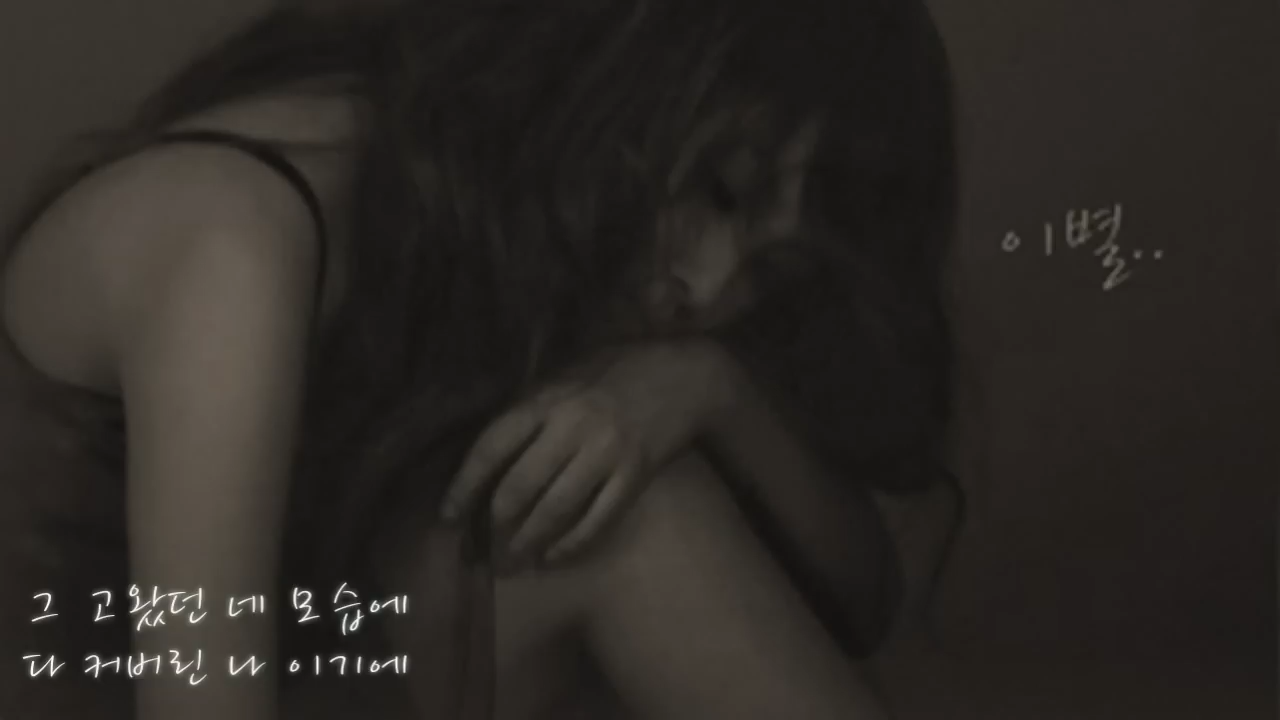 이별..
그 고왔던 네 모습에
다 커버린 나 이기에